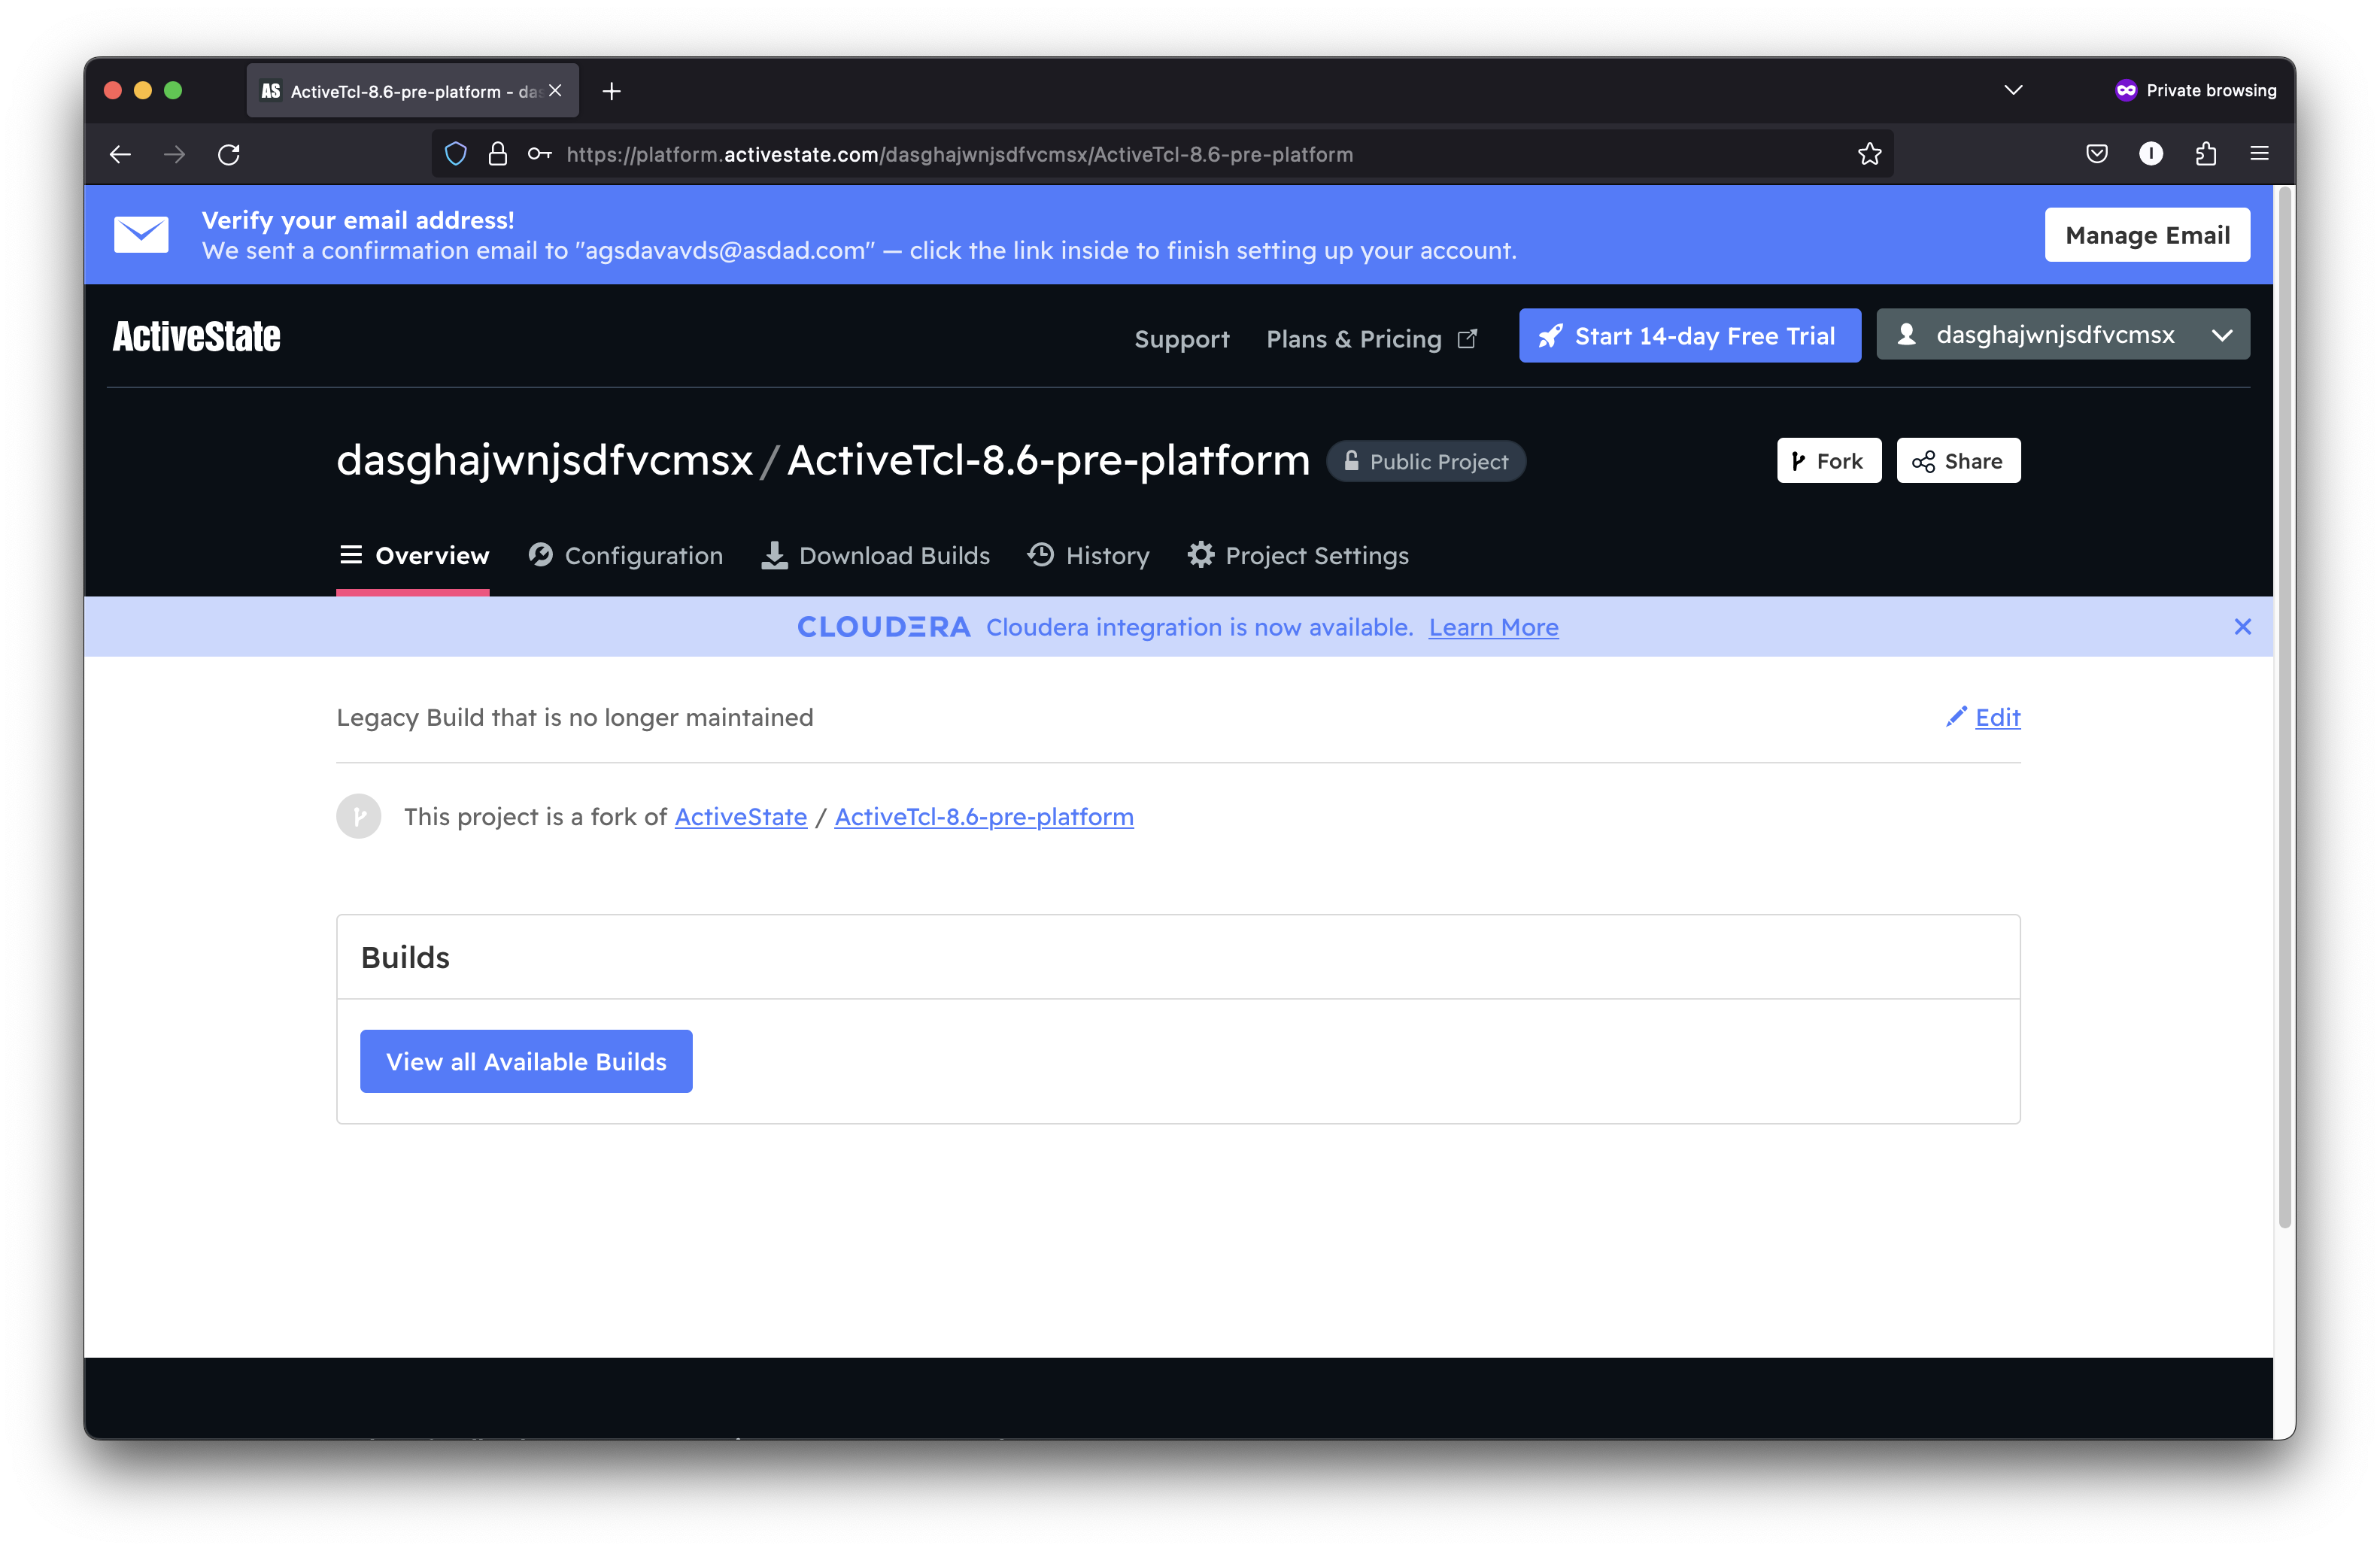 AS ActiveTcl-8.6-pre-platform - da
Private browsing
https://platform.activestate.com/dasghajwnjsdfvcmsx/ActiveTcl-8.6-pre-platform
Verify your email address!
We sent a confirmation email to "agsdavavds@asdad.com" — click the link inside to finish setting up your account.
Manage Email
ActiveState
Support
Plans & Pricing
Start 14-day Free Trial
dasghajwnjsdfvcmsx
dasghajwnjsdfvcmsx / ActiveTcl-8.6-pre-platform
Public Project
Fork
Share
Overview
Configuration
Download Builds
History
Project Settings
CLOUDERA Cloudera integration is now available. Learn More
Legacy Build that is no longer maintained
Edit
This project is a fork of ActiveState / ActiveTcl-8.6-pre-platform
Builds
View all Available Builds